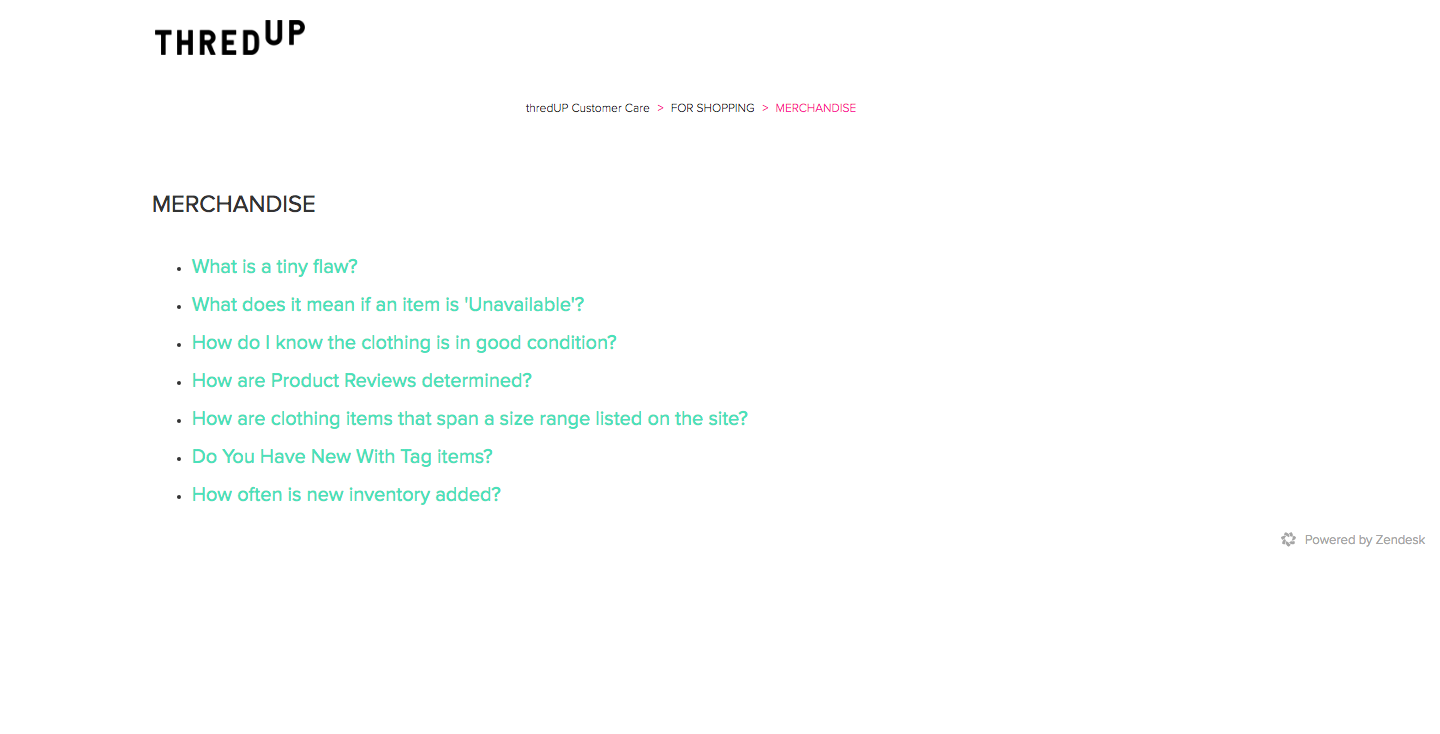 THREDUP
thredUP Customer Care > FOR SHOPPING > MERCHANDISE
MERCHANDISE
• What is a tiny flaw?
• What does it mean if an item is 'Unavailable'?
• How do I know the clothing is in good condition?
• How are Product Reviews determined?
• How are clothing items that span a size range listed on the site?
• Do You Have New With Tag items?
• How often is new inventory added?
Powered by Zendesk